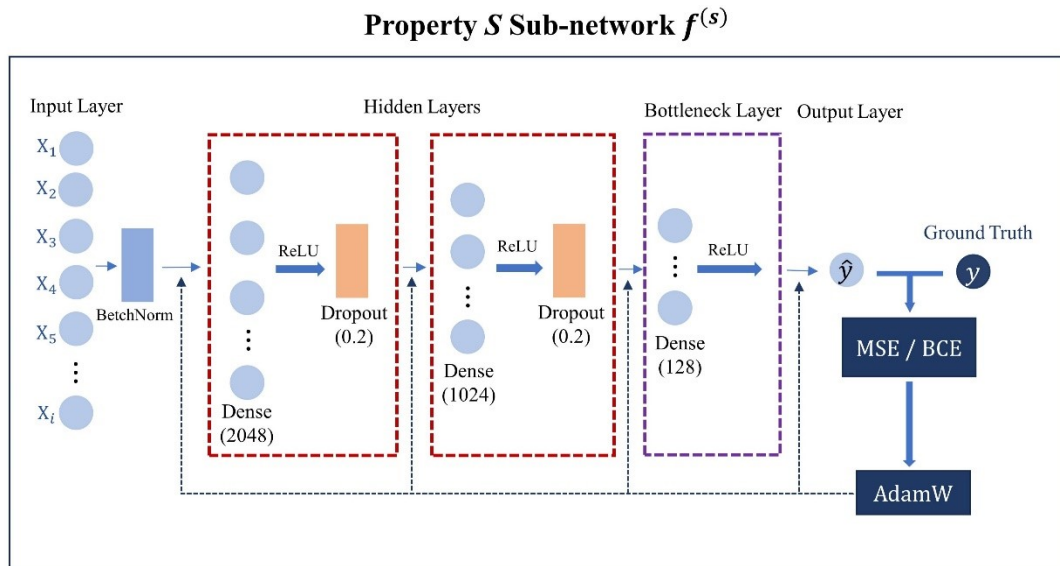 Property S Sub-network f⁽ˢ⁾
Input Layer
Hidden Layers
Bottleneck Layer
Output Layer
X₁
X₂
X₃
X₄
X₅
Xᵢ
BetchNorm
Dense
(2048)
ReLU
Dropout
(0.2)
Dense
(1024)
ReLU
Dropout
(0.2)
Dense
(128)
ReLU
ŷ
Ground Truth
y
MSE / BCE
AdamW